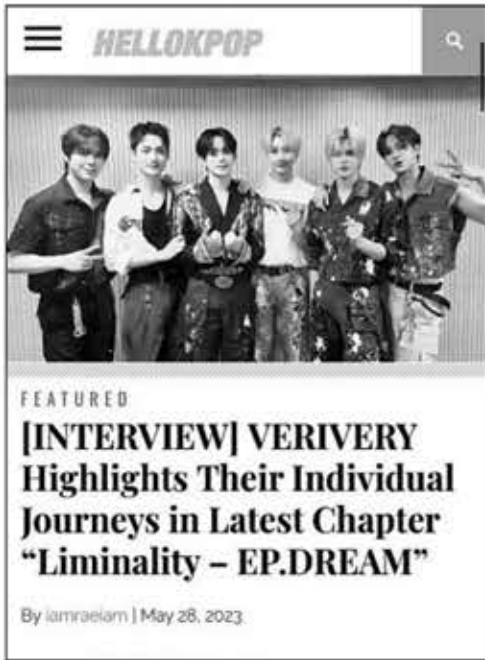 HELLOKPOP
FEATURED
[INTERVIEW] VERIVERY
Highlights Their Individual
Journeys in Latest Chapter
“Liminality – EP.DREAM”
By iamraeiam | May 28, 2023